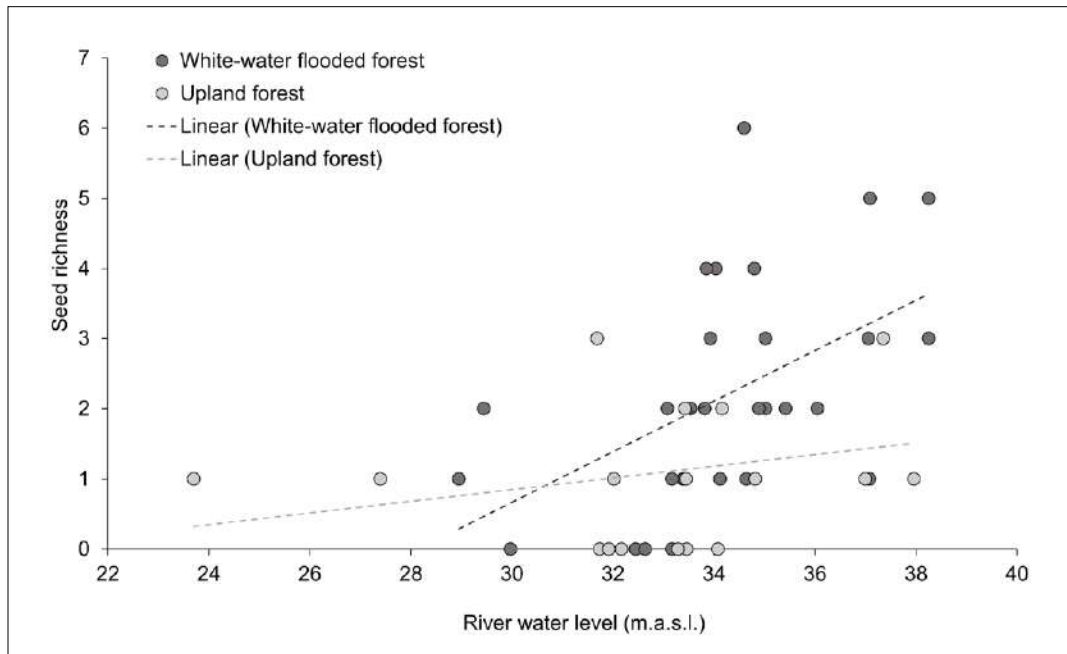 7
6
5
4
3
2
1
0
Seed richness
White-water flooded forest
Upland forest
Linear (White-water flooded forest)
Linear (Upland forest)
22 24 26 28 30 32 34 36 38 40
River water level (m.a.s.l.)